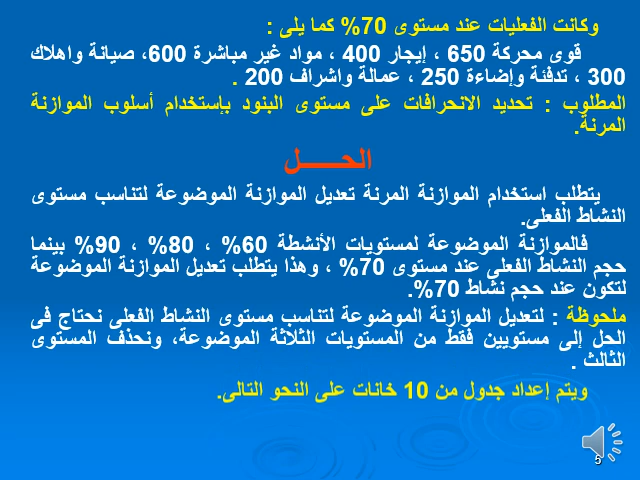 وكانت الفعليات عند مستوى 70% كما يلى :
قوى محركة 650 ، إيجار 400 ، مواد غير مباشرة 600، صيانة واهلاك
300 ، تدفئة وإضاءة 250 ، عمالة واشراف 200 .
المطلوب : تحديد الانحرافات على مستوى البنود بإستخدام أسلوب الموازنة
المرنة.
الحـــــــل
يتطلب استخدام الموازنة المرنة تعديل الموازنة الموضوعة لتناسب مستوى
النشاط الفعلى.
فالموازنة الموضوعة لمستويات الأنشطة 60% ، 80% ، 90% بينما
حجم النشاط الفعلى عند مستوى 70% ، وهذا يتطلب تعديل الموازنة الموضوعة
لتكون عند حجم نشاط 70%.
ملحوظة : لتعديل الموازنة الموضوعة لتناسب مستوى النشاط الفعلى نحتاج فى
الحل إلى مستويين فقط من المستويات الثلاثة الموضوعة، ونحذف المستوى
الثالث .
ويتم إعداد جدول من 10 خانات على النحو التالى.
5